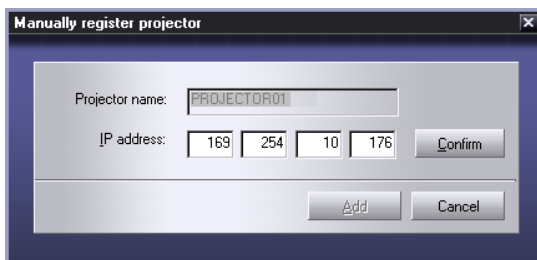 Manually register projector
Projector name: PROJECTOR01
IP address: 169 254 10 176 Confirm
Add Cancel